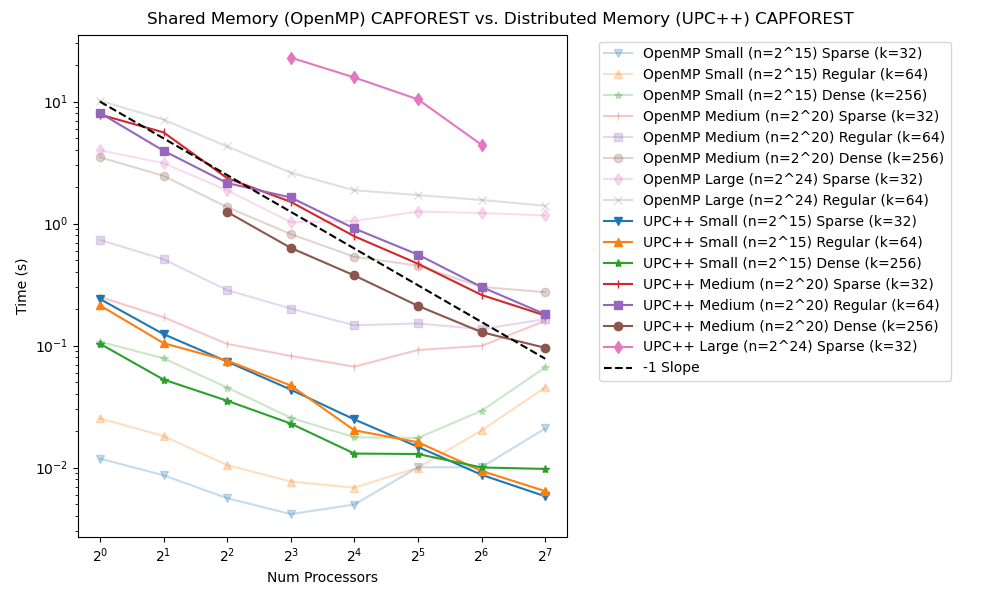 Shared Memory (OpenMP) CAPFOREST vs. Distributed Memory (UPC++) CAPFOREST
Time (s)
10^1
10^0
10^−1
10^−2
2^0 2^1 2^2 2^3 2^4 2^5 2^6 2^7
Num Processors
OpenMP Small (n=2^15) Sparse (k=32)
OpenMP Small (n=2^15) Regular (k=64)
OpenMP Small (n=2^15) Dense (k=256)
OpenMP Medium (n=2^20) Sparse (k=32)
OpenMP Medium (n=2^20) Regular (k=64)
OpenMP Medium (n=2^20) Dense (k=256)
OpenMP Large (n=2^24) Sparse (k=32)
OpenMP Large (n=2^24) Regular (k=64)
UPC++ Small (n=2^15) Sparse (k=32)
UPC++ Small (n=2^15) Regular (k=64)
UPC++ Small (n=2^15) Dense (k=256)
UPC++ Medium (n=2^20) Sparse (k=32)
UPC++ Medium (n=2^20) Regular (k=64)
UPC++ Medium (n=2^20) Dense (k=256)
UPC++ Large (n=2^24) Sparse (k=32)
-1 Slope